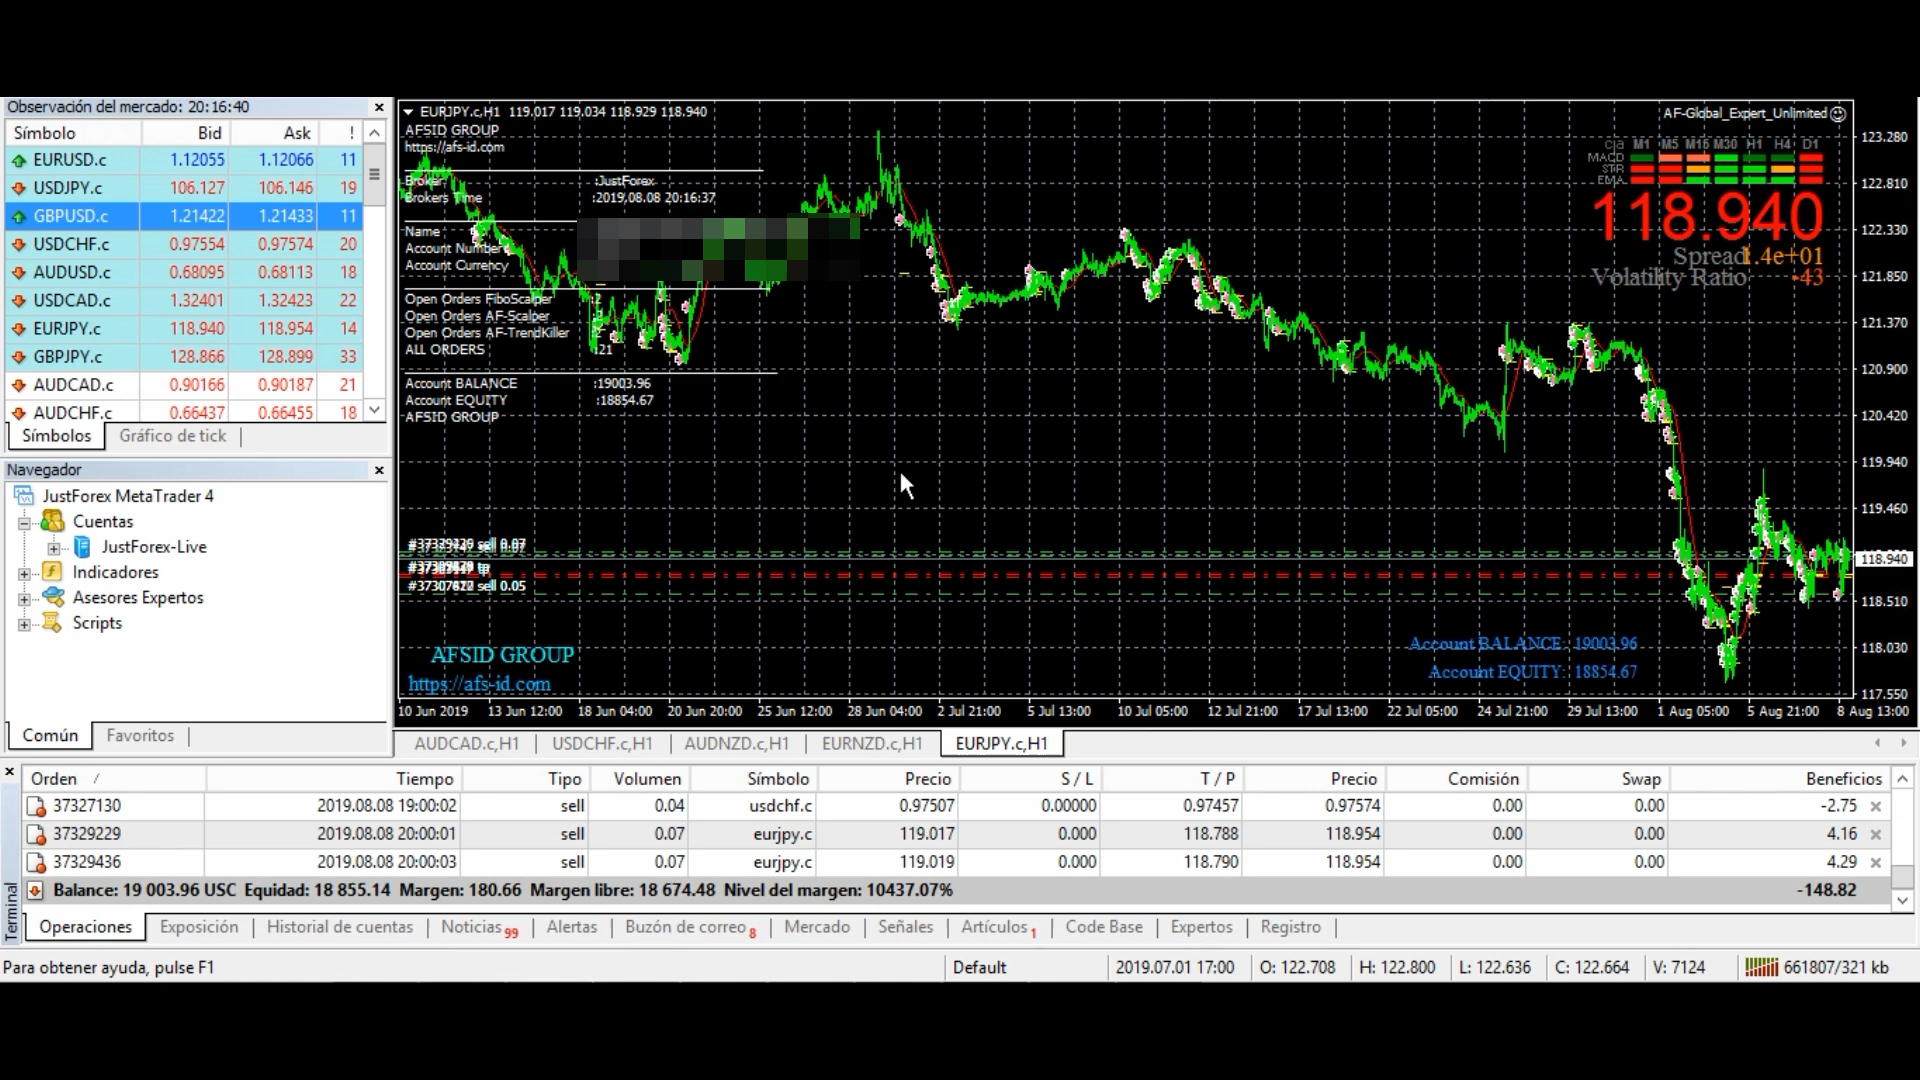 Observación del mercado: 20:16:40
Símbolo Bid Ask !
EURUSD.c 1.12055 1.12066 11
USDJPY.c 106.127 106.146 19
GBPUSD.c 1.21422 1.21433 11
USDCHF.c 0.97554 0.97574 20
AUDUSD.c 0.68095 0.68113 18
USDCAD.c 1.32401 1.32423 22
EURJPY.c 118.940 118.954 14
GBPJPY.c 128.866 128.899 33
AUDCAD.c 0.90166 0.90187 21
AUDCHF.c 0.66437 0.66455 18
Símbolos Gráfico de tick
Navegador
JustForex MetaTrader 4
Cuentas
JustForex-Live
Indicadores
Asesores Expertos
Scripts
Común Favoritos
EURJPY.c,H1 119.017 119.034 118.929 118.940
AFSID GROUP
https://afs-id.com
Broker :JustForex
Brokers Time :2019,08.08 20:16:37
Name
Account Number
Account Currency
Open Orders FiboScalper :2
Open Orders AF-Scalper
Open Orders AF-TrendKiller
ALL ORDERS :21
Account BALANCE :19003.96
Account EQUITY :18854.67
AFSID GROUP
AF-Global_Expert_Unlimited
M1 M5 M15 M30 H1 H4 D1
MACD
STR
EMA
118.940
Spread 1.4e+01
Volatility Ratio -43
sell 0.07
tp
sell 0.05
AFSID GROUP
https://afs-id.com
Account BALANCE: 19003.96
Account EQUITY: 18854.67
123.280
122.810
122.330
121.850
121.370
120.900
120.420
119.940
119.460
118.940
118.510
118.030
117.550
10 Jun 2019 13 Jun 12:00 18 Jun 04:00 20 Jun 20:00 25 Jun 12:00 28 Jun 04:00 2 Jul 21:00 5 Jul 13:00 10 Jul 05:00 12 Jul 21:00 17 Jul 13:00 22 Jul 05:00 24 Jul 21:00 29 Jul 13:00 1 Aug 05:00 5 Aug 21:00 8 Aug 13:00
AUDCAD.c,H1 USDCHF.c,H1 AUDNZD.c,H1 EURNZD.c,H1 EURJPY.c,H1
Orden / Tiempo Tipo Volumen Símbolo Precio S / L T / P Precio Comisión Swap Beneficios
37327130 2019.08.08 19:00:02 sell 0.04 usdchf.c 0.97507 0.00000 0.97457 0.97574 0.00 0.00 -2.75
37329229 2019.08.08 20:00:01 sell 0.07 eurjpy.c 119.017 0.000 118.788 118.954 0.00 0.00 4.16
37329436 2019.08.08 20:00:03 sell 0.07 eurjpy.c 119.019 0.000 118.790 118.954 0.00 0.00 4.29
Balance: 19 003.96 USC Equidad: 18 855.14 Margen: 180.66 Margen libre: 18 674.48 Nivel del margen: 10437.07% -148.82
Terminal
Operaciones Exposición Historial de cuentas Noticias 99 Alertas Buzón de correo 8 Mercado Señales Artículos 1 Code Base Expertos Registro
Para obtener ayuda, pulse F1 Default 2019.07.01 17:00 O: 122.708 H: 122.800 L: 122.636 C: 122.664 V: 7124 661807/321 kb